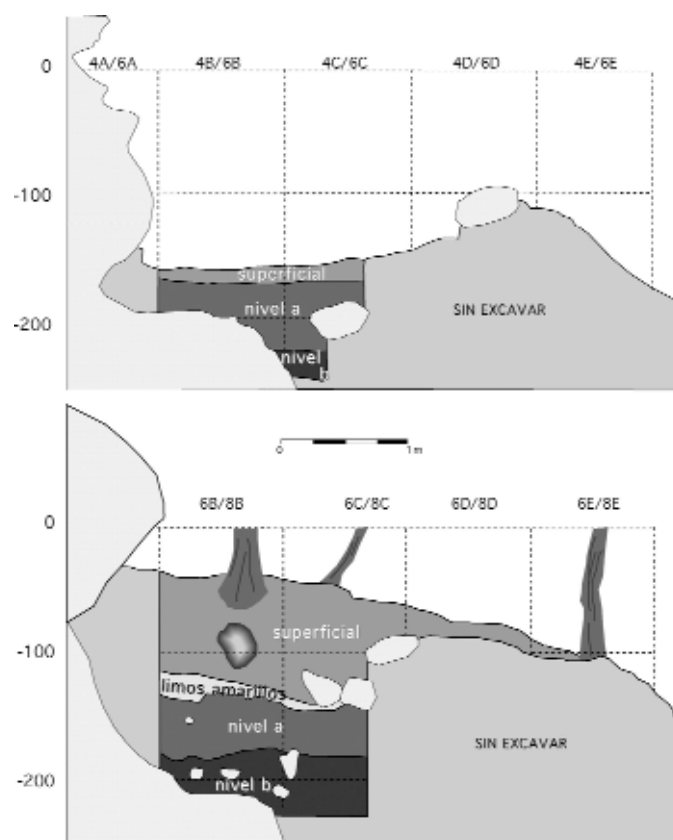 0 4A/6A 4B/6B 4C/6C 4D/6D 4E/6E
-100
superficial
nivel a
SIN EXCAVAR
-200
nivel
b
0 1m
6B/8B 6C/8C 6D/8D 6E/8E
0
superficial
-100
limos amarillos
nivel a
SIN EXCAVAR
-200
nivel b